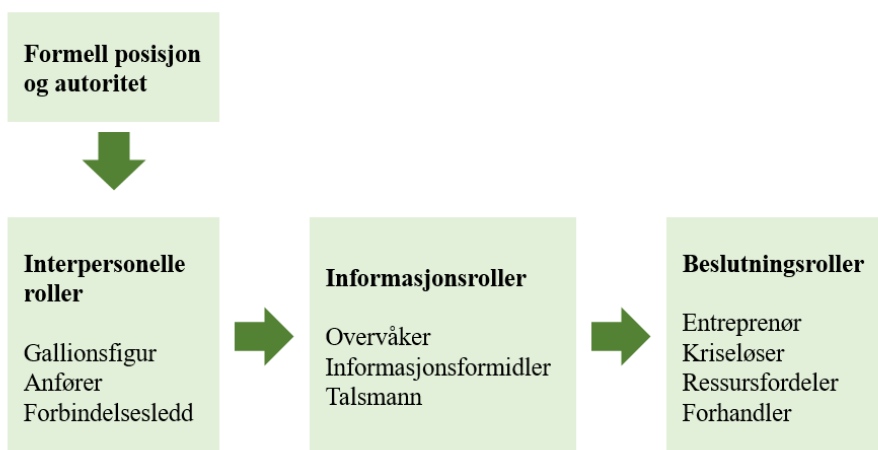 Formell posisjon
og autoritet
Interpersonelle
roller
Gallionsfigur
Anfører
Forbindelsesledd
Informasjonsroller
Overvåker
Informasjonsformidler
Talsmann
Beslutningsroller
Entreprenør
Kriseløser
Ressursfordeler
Forhandler